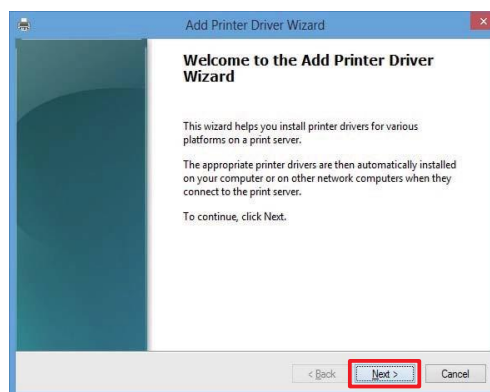 Add Printer Driver Wizard
Welcome to the Add Printer Driver
Wizard
This wizard helps you install printer drivers for various
platforms on a print server.
The appropriate printer drivers are then automatically installed
on your computer or on other network computers when they
connect to the print server.
To continue, click Next.
< Back Next > Cancel